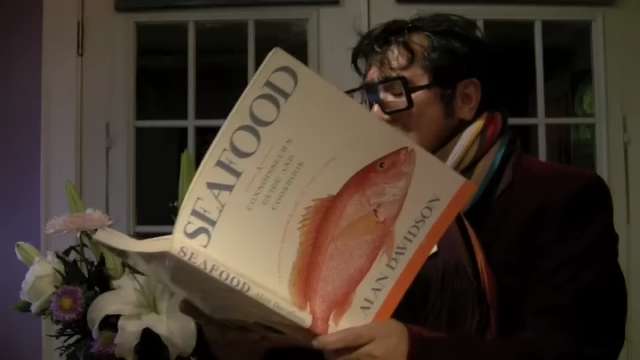 SEAFOOD
A
CONNOISSEUR'S
GUIDE AND
COOKBOOK
ALAN DAVIDSON
SEAFOOD